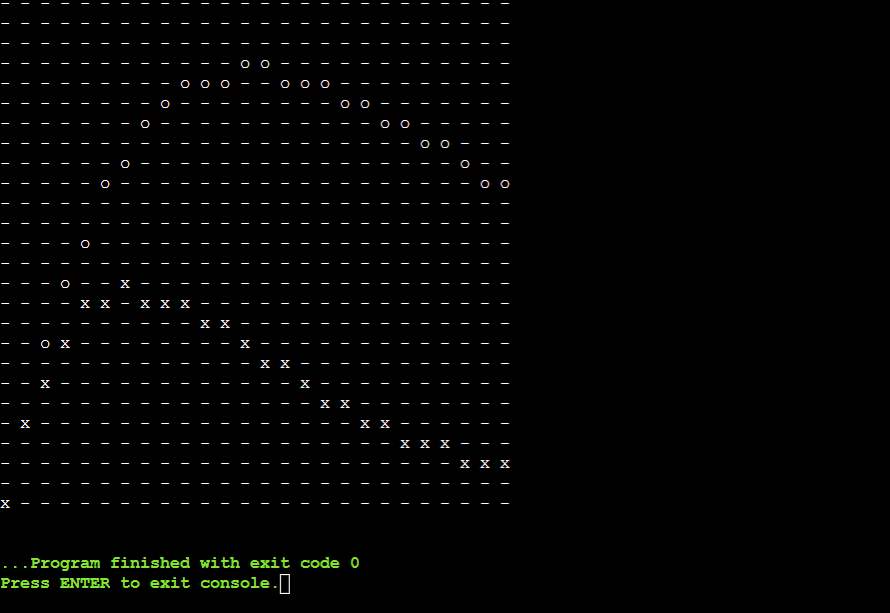 - - - - - - - - - - - - - - - - - - - - - - - - - -
- - - - - - - - - - - - - - - - - - - - - - - - - -
- - - - - - - - - - - - - - - - - - - - - - - - - -
- - - - - - - - - - - - o o - - - - - - - - - - - -
- - - - - - - - - o o o - - o o o - - - - - - - - -
- - - - - - - - o - - - - - - - - o o - - - - - - -
- - - - - - - o - - - - - - - - - - - o o - - - - -
- - - - - - - - - - - - - - - - - - - - - o o - - -
- - - - - - o - - - - - - - - - - - - - - - - o - -
- - - - - o - - - - - - - - - - - - - - - - - - o o
- - - - - - - - - - - - - - - - - - - - - - - - - -
- - - - - - - - - - - - - - - - - - - - - - - - - -
- - - - o - - - - - - - - - - - - - - - - - - - - -
- - - - - - - - - - - - - - - - - - - - - - - - - -
- - - o - - x - - - - - - - - - - - - - - - - - - -
- - - - x x - x x x - - - - - - - - - - - - - - - -
- - - - - - - - - - x x - - - - - - - - - - - - - -
- - o x - - - - - - - - x - - - - - - - - - - - - -
- - - - - - - - - - - - - x x - - - - - - - - - - -
- - x - - - - - - - - - - - - x - - - - - - - - - -
- - - - - - - - - - - - - - - - x x - - - - - - - -
- x - - - - - - - - - - - - - - - - x x - - - - - -
- - - - - - - - - - - - - - - - - - - - x x x - - -
- - - - - - - - - - - - - - - - - - - - - - - x x x
- - - - - - - - - - - - - - - - - - - - - - - - - -
x - - - - - - - - - - - - - - - - - - - - - - - - -
...Program finished with exit code 0
Press ENTER to exit console.